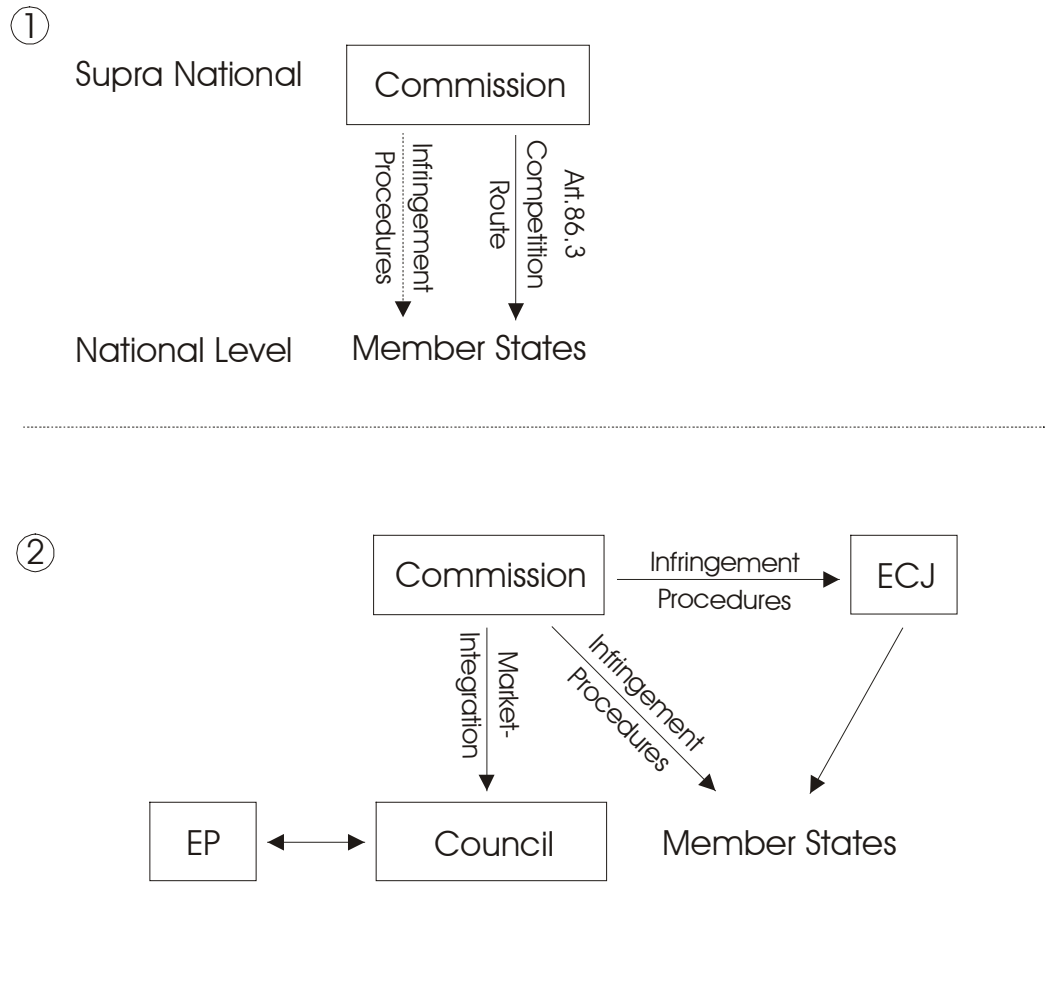 1
Supra National
Commission
Infringement
Procedures
Art.86.3
Competition
Route
National Level
Member States
2
Commission
Infringement
Procedures
ECJ
Market-
Integration
Infringement
Procedures
EP
Council
Member States